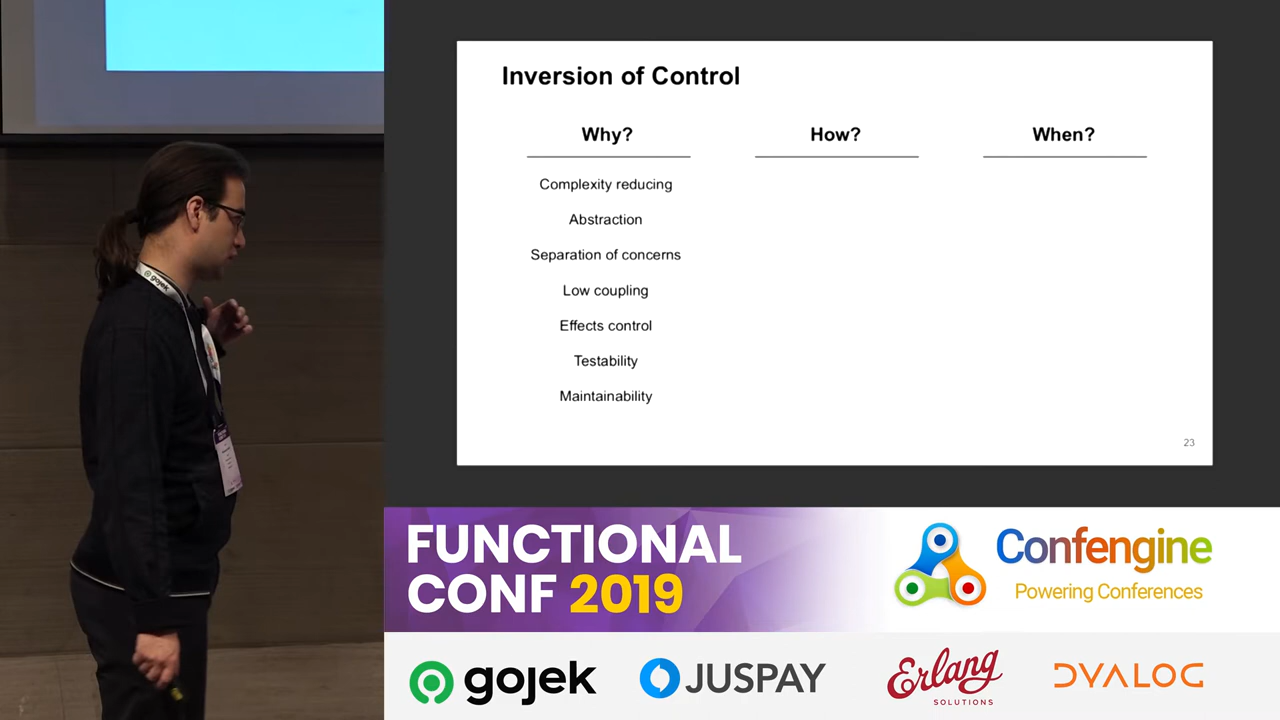 Inversion of Control
Why?
How?
When?
Complexity reducing
Abstraction
Separation of concerns
Low coupling
Effects control
Testability
Maintainability
23
gojek
FUNCTIONAL
CONF 2019
Confengine
Powering Conferences
gojek
JUSPAY
Erlang
SOLUTIONS
DYALOG